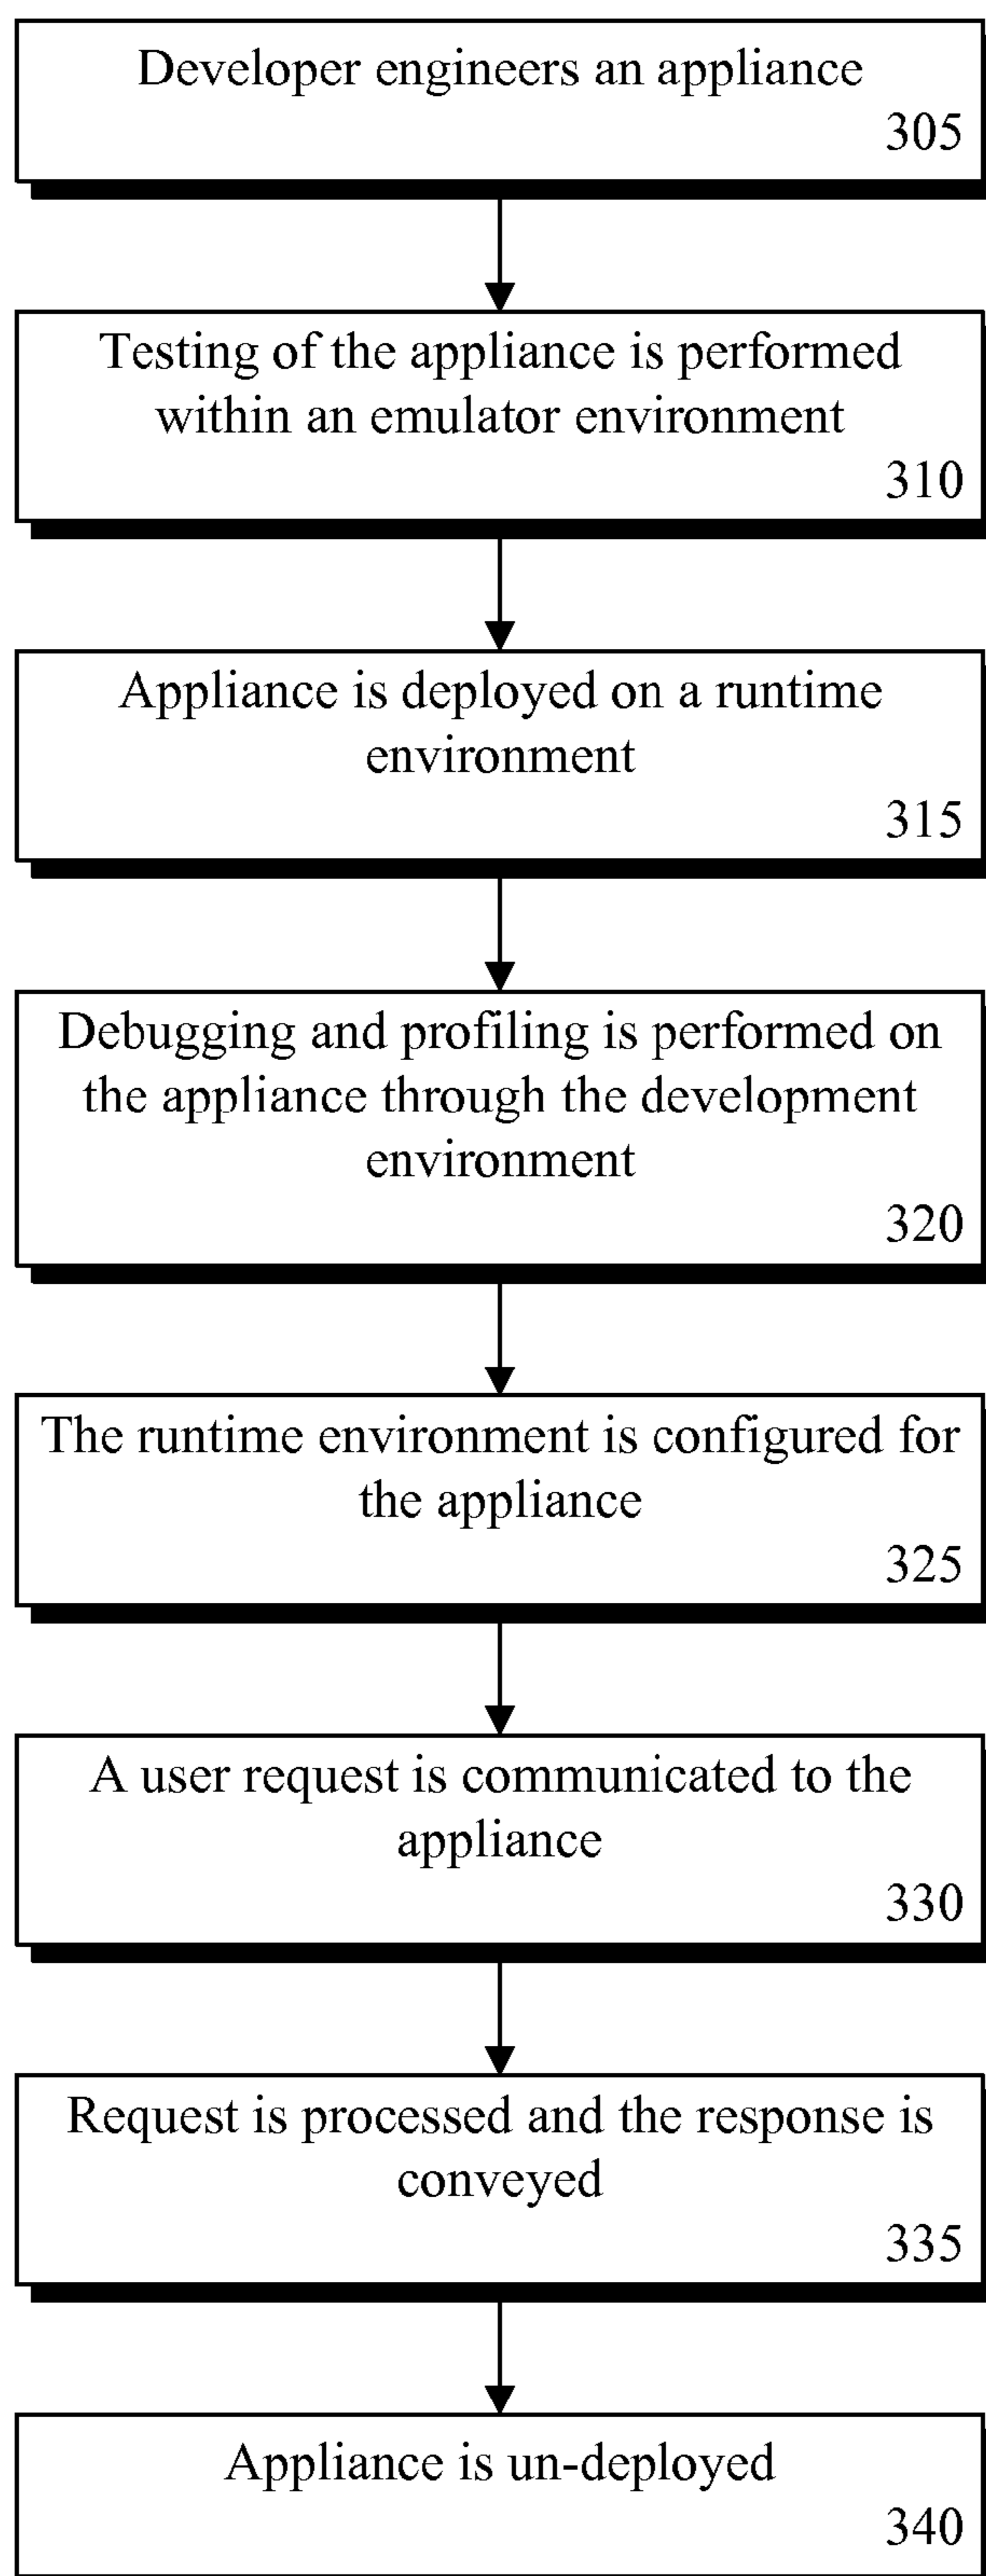 Developer engineers an appliance
305
Testing of the appliance is performed
within an emulator environment
310
Appliance is deployed on a runtime
environment
315
Debugging and profiling is performed on
the appliance through the development
environment
320
The runtime environment is configured for
the appliance
325
A user request is communicated to the
appliance
330
Request is processed and the response is
conveyed
335
Appliance is un-deployed
340